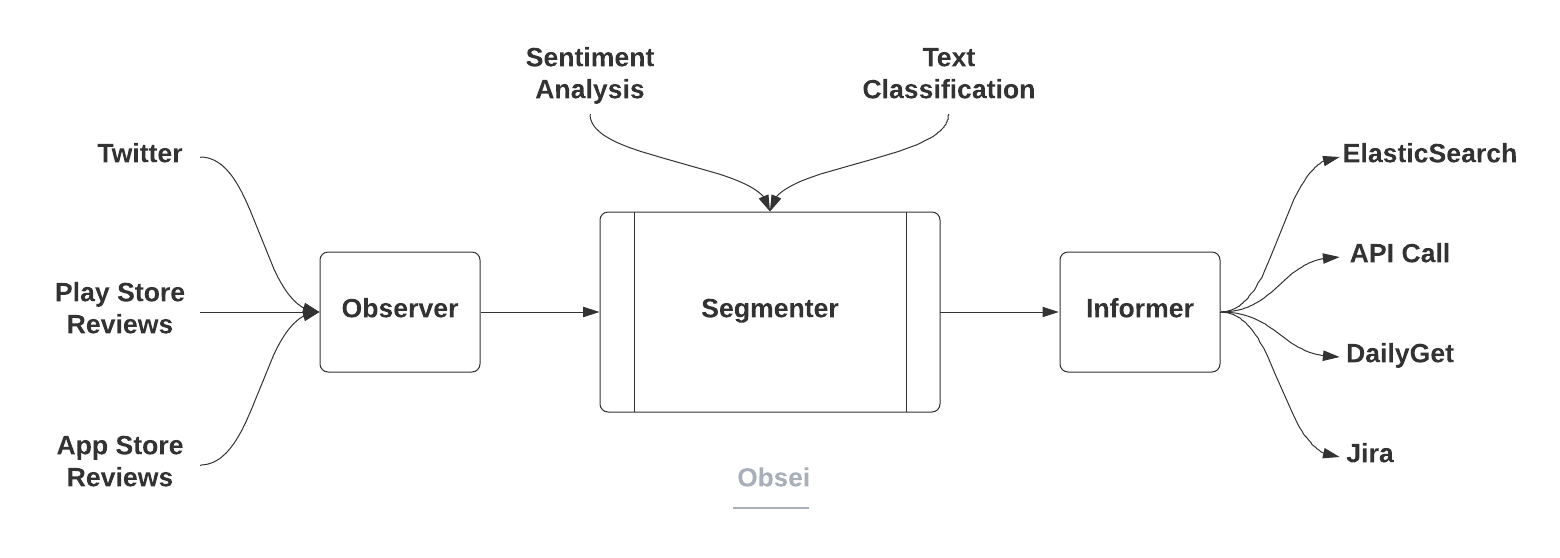 Sentiment
Analysis
Text
Classification
Twitter
ElasticSearch
API Call
Play Store
Reviews
Observer
Segmenter
Informer
DailyGet
App Store
Reviews
Jira
Obsei